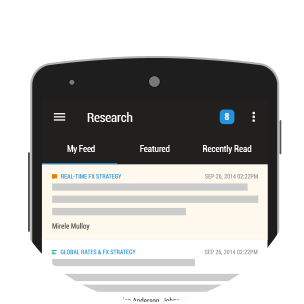 Research 8
My Feed Featured Recently Read
REAL-TIME FX STRATEGY SEP 26, 2014 02:22PM
Mirele Mulloy
GLOBAL RATES & FX STRATEGY SEP 26, 2014 02:22PM
Anderson,